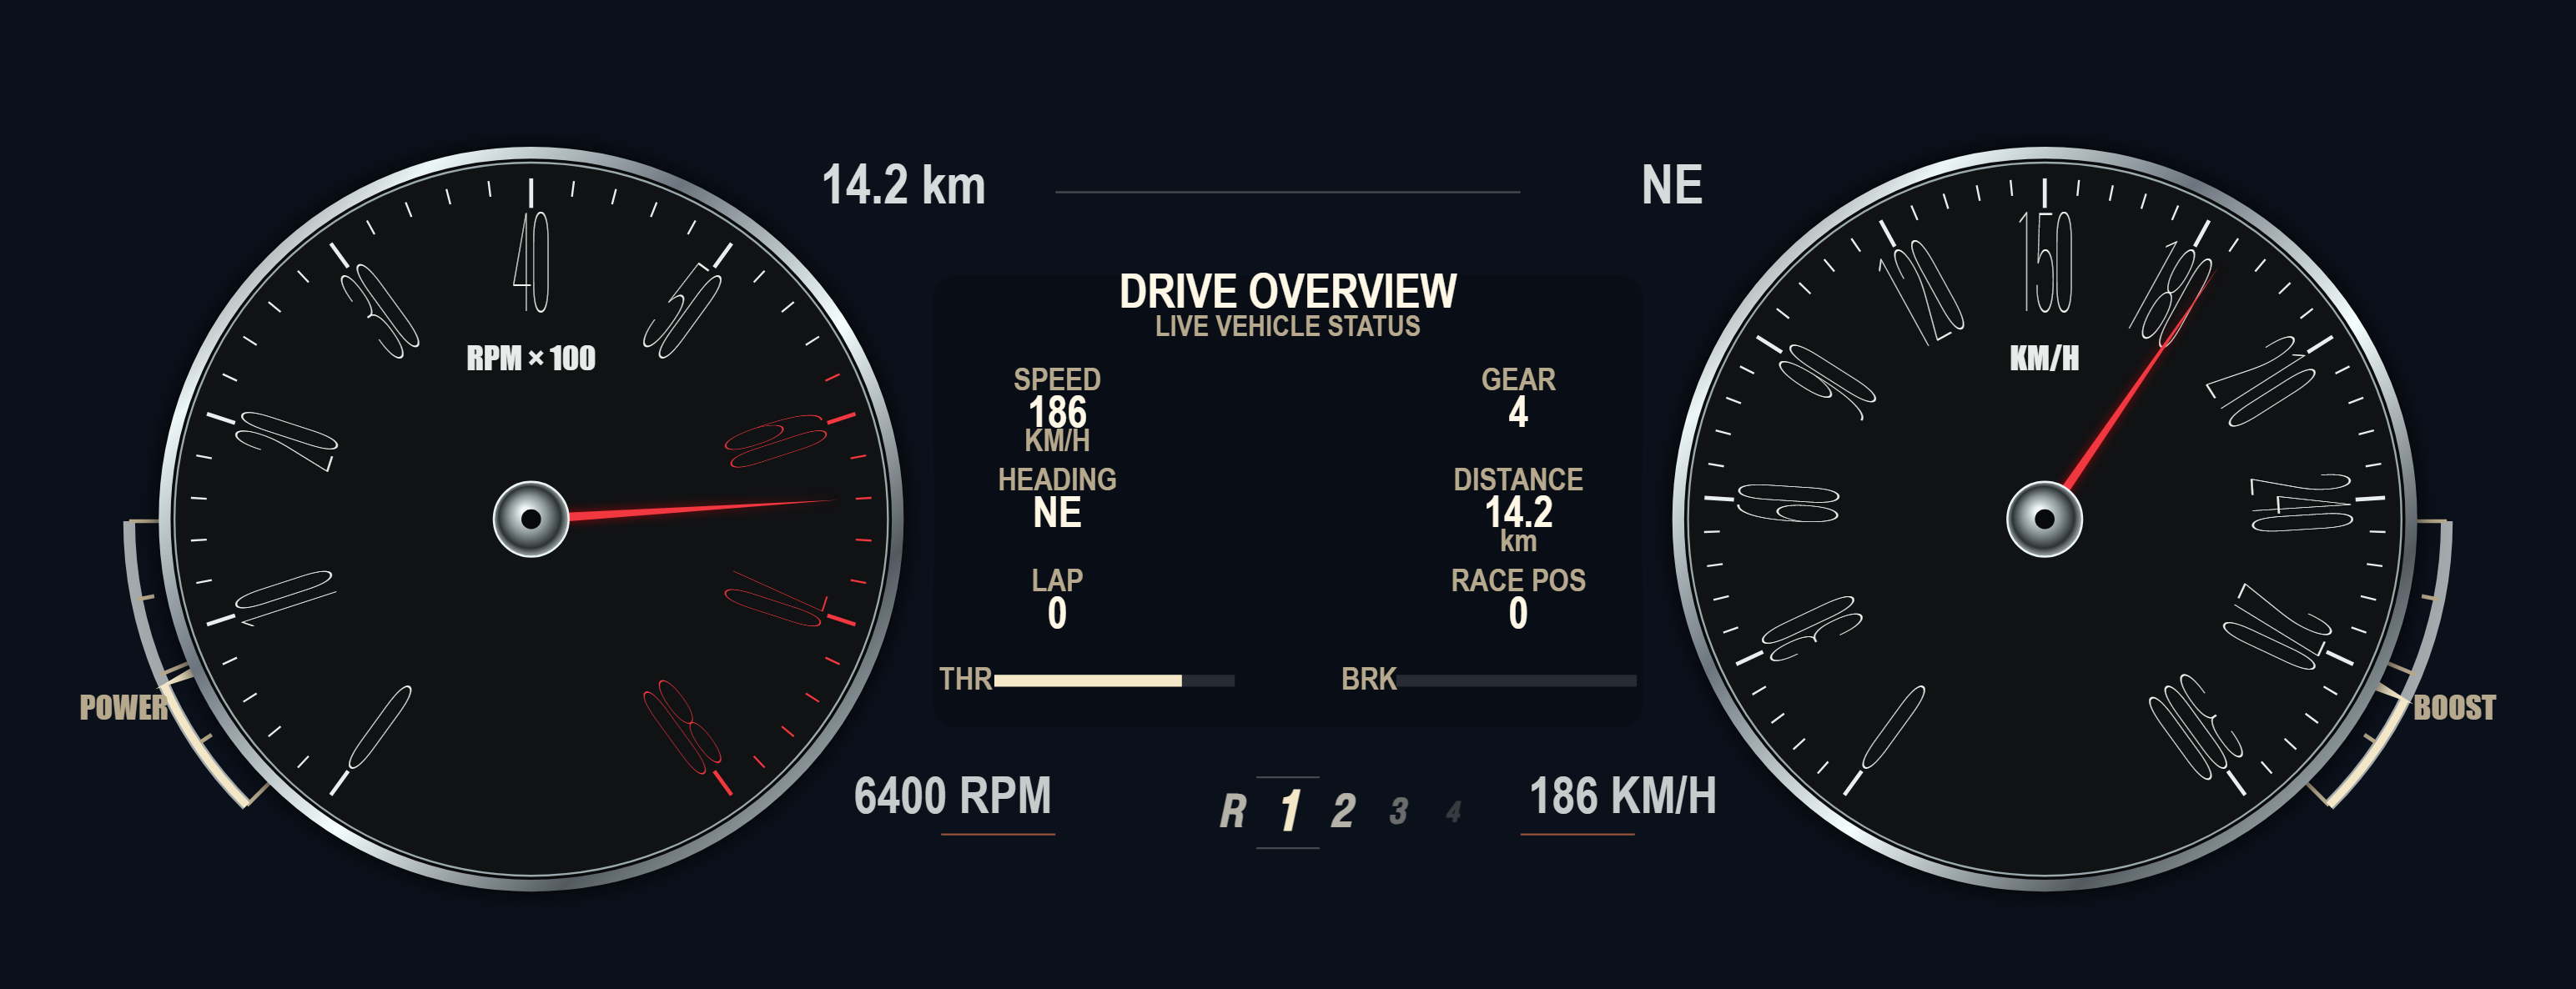 14.2 km
NE
0
10
20
30
40
50
60
70
80
RPM × 100
POWER
DRIVE OVERVIEW
LIVE VEHICLE STATUS
SPEED
186
KM/H
GEAR
4
HEADING
NE
DISTANCE
14.2
km
LAP
0
RACE POS
0
THR
BRK
6400 RPM
R 1 2 3 4
186 KM/H
0
30
60
90
120
150
180
210
240
270
300
KM/H
BOOST